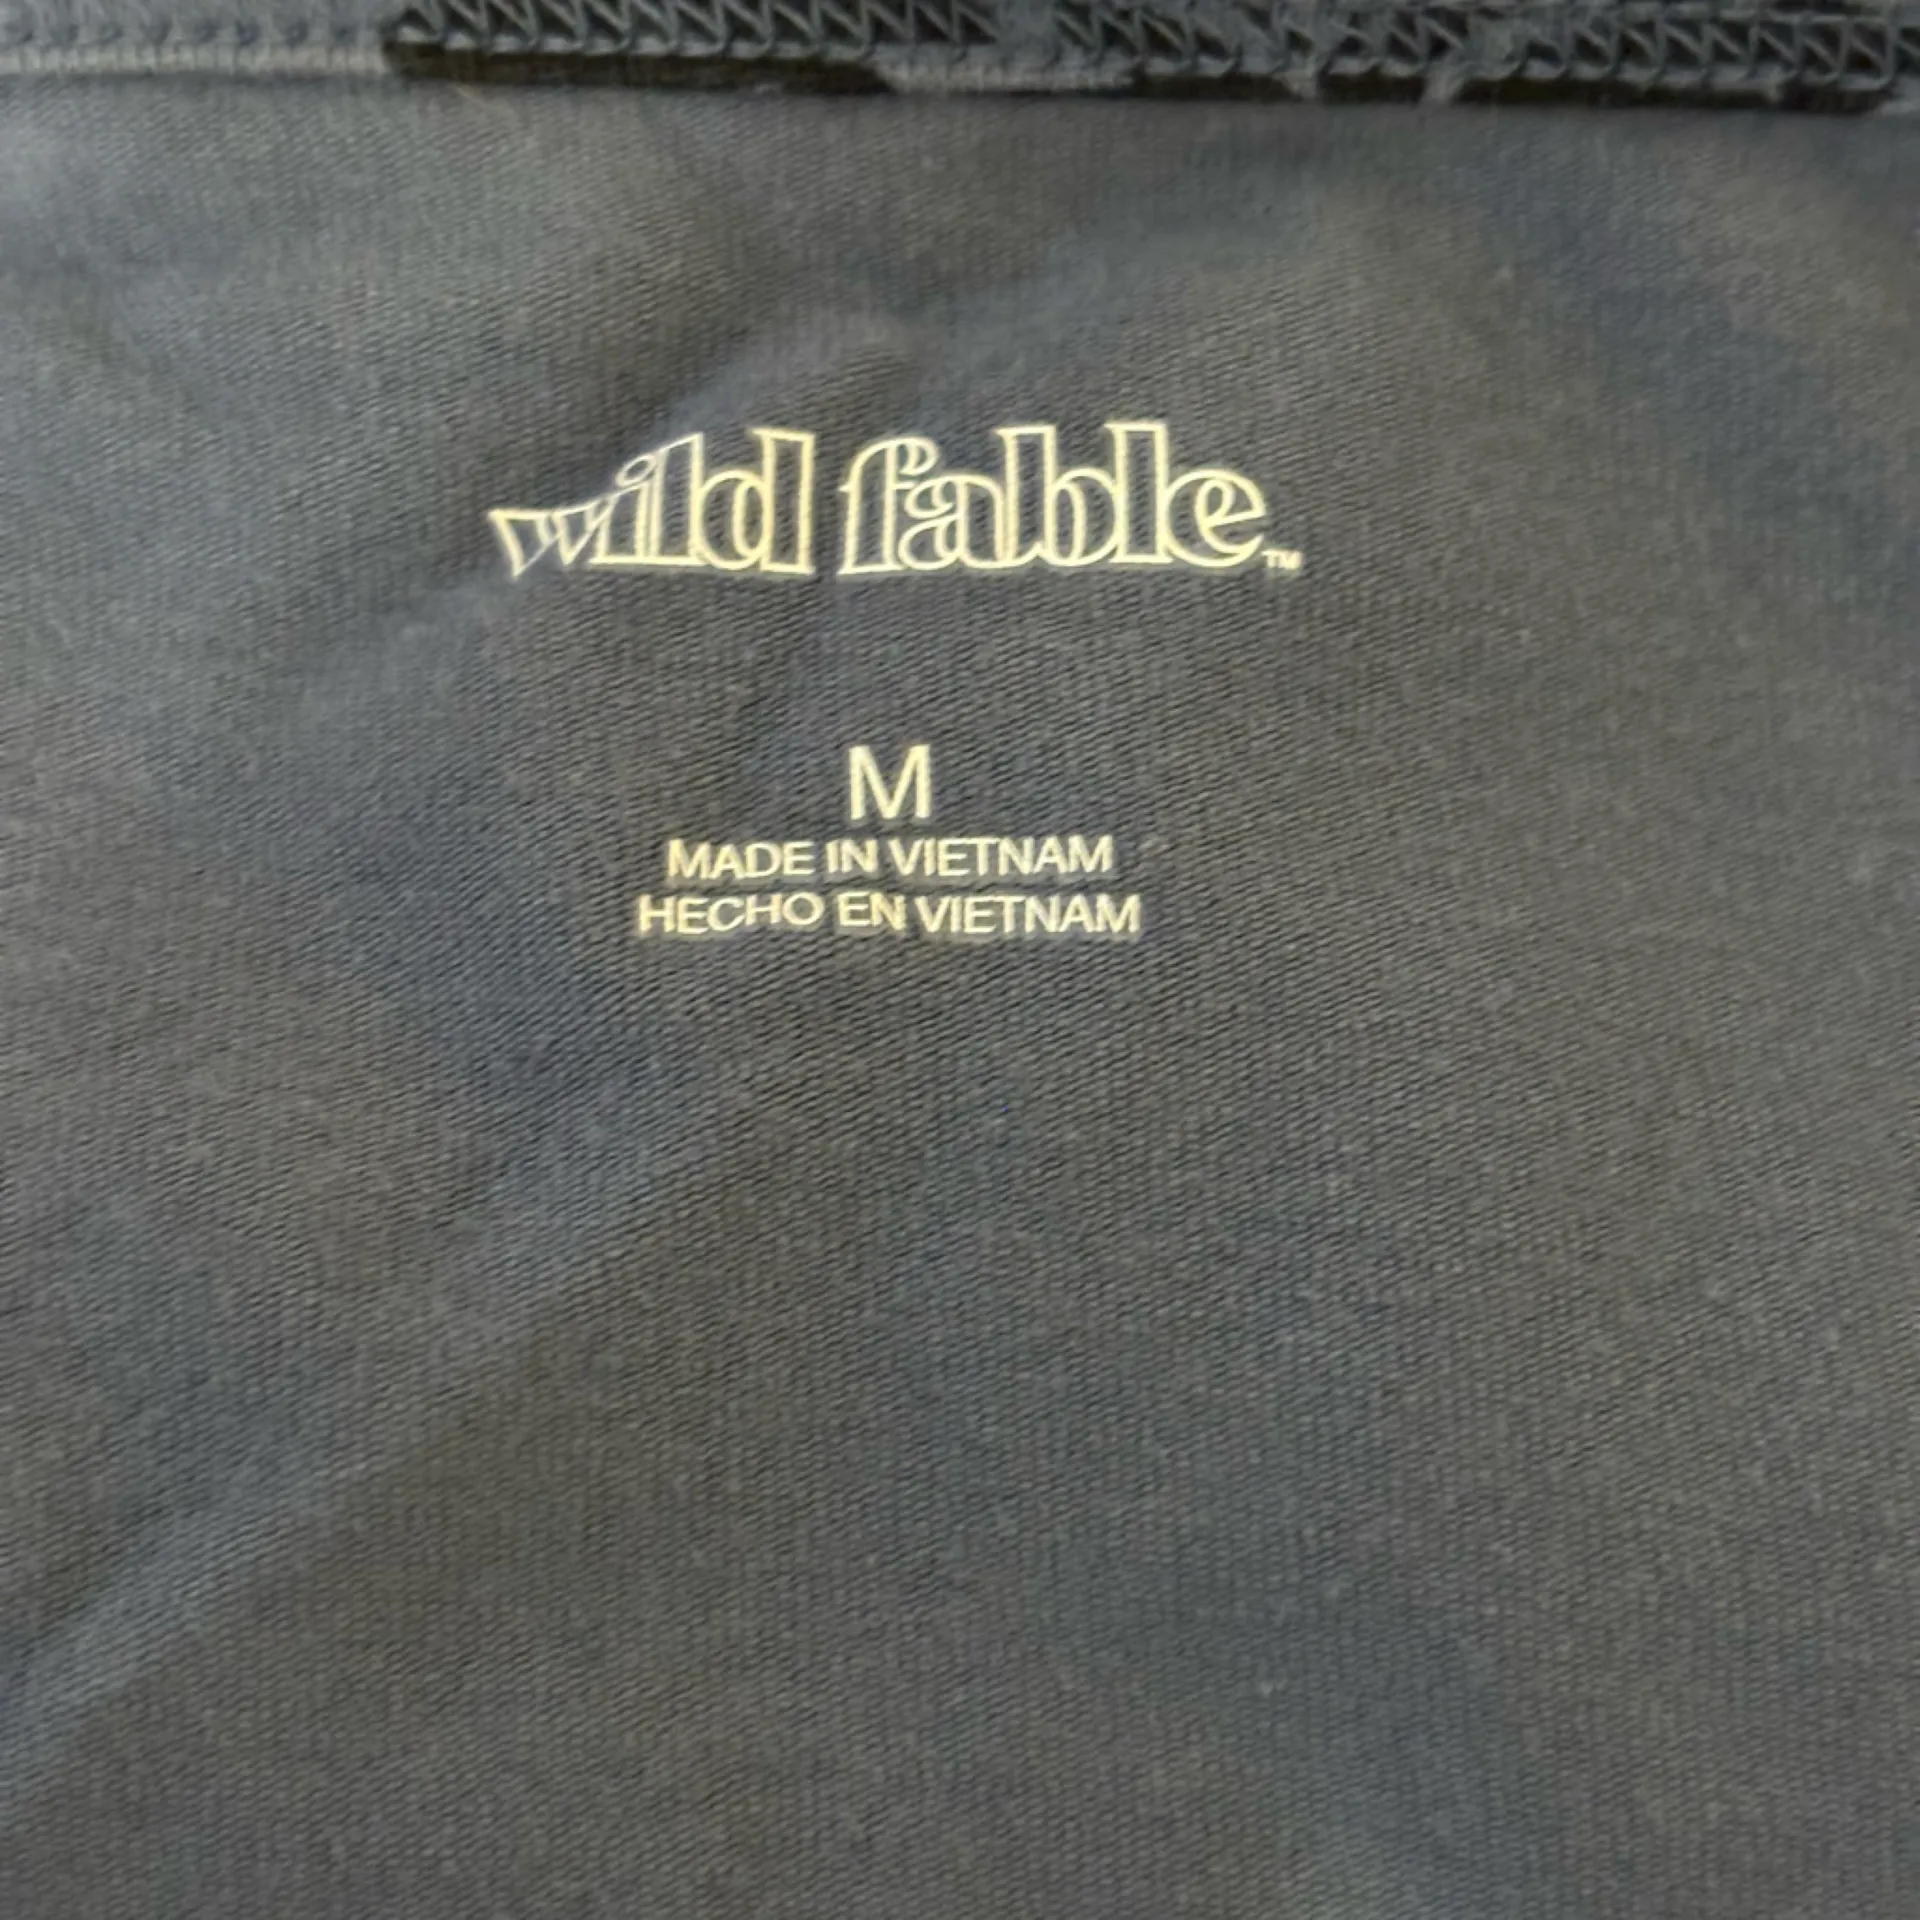 wild fable™
M
MADE IN VIETNAM
HECHO EN VIETNAM